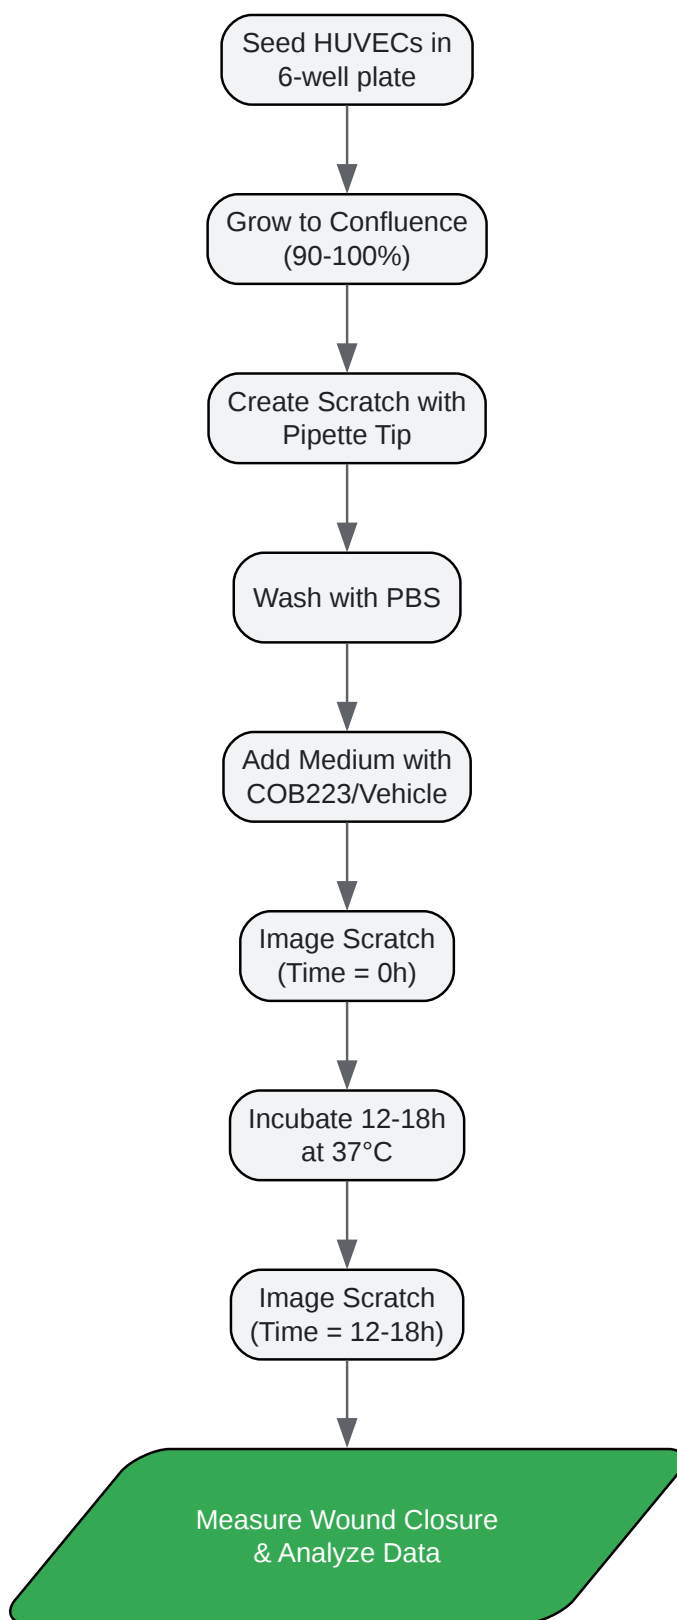 Seed HUVECs in
6-well plate
Grow to Confluence
(90-100%)
Create Scratch with
Pipette Tip
Wash with PBS
Add Medium with
COB223/Vehicle
Image Scratch
(Time = 0h)
Incubate 12-18h
at 37°C
Image Scratch
(Time = 12-18h)
Measure Wound Closure
& Analyze Data